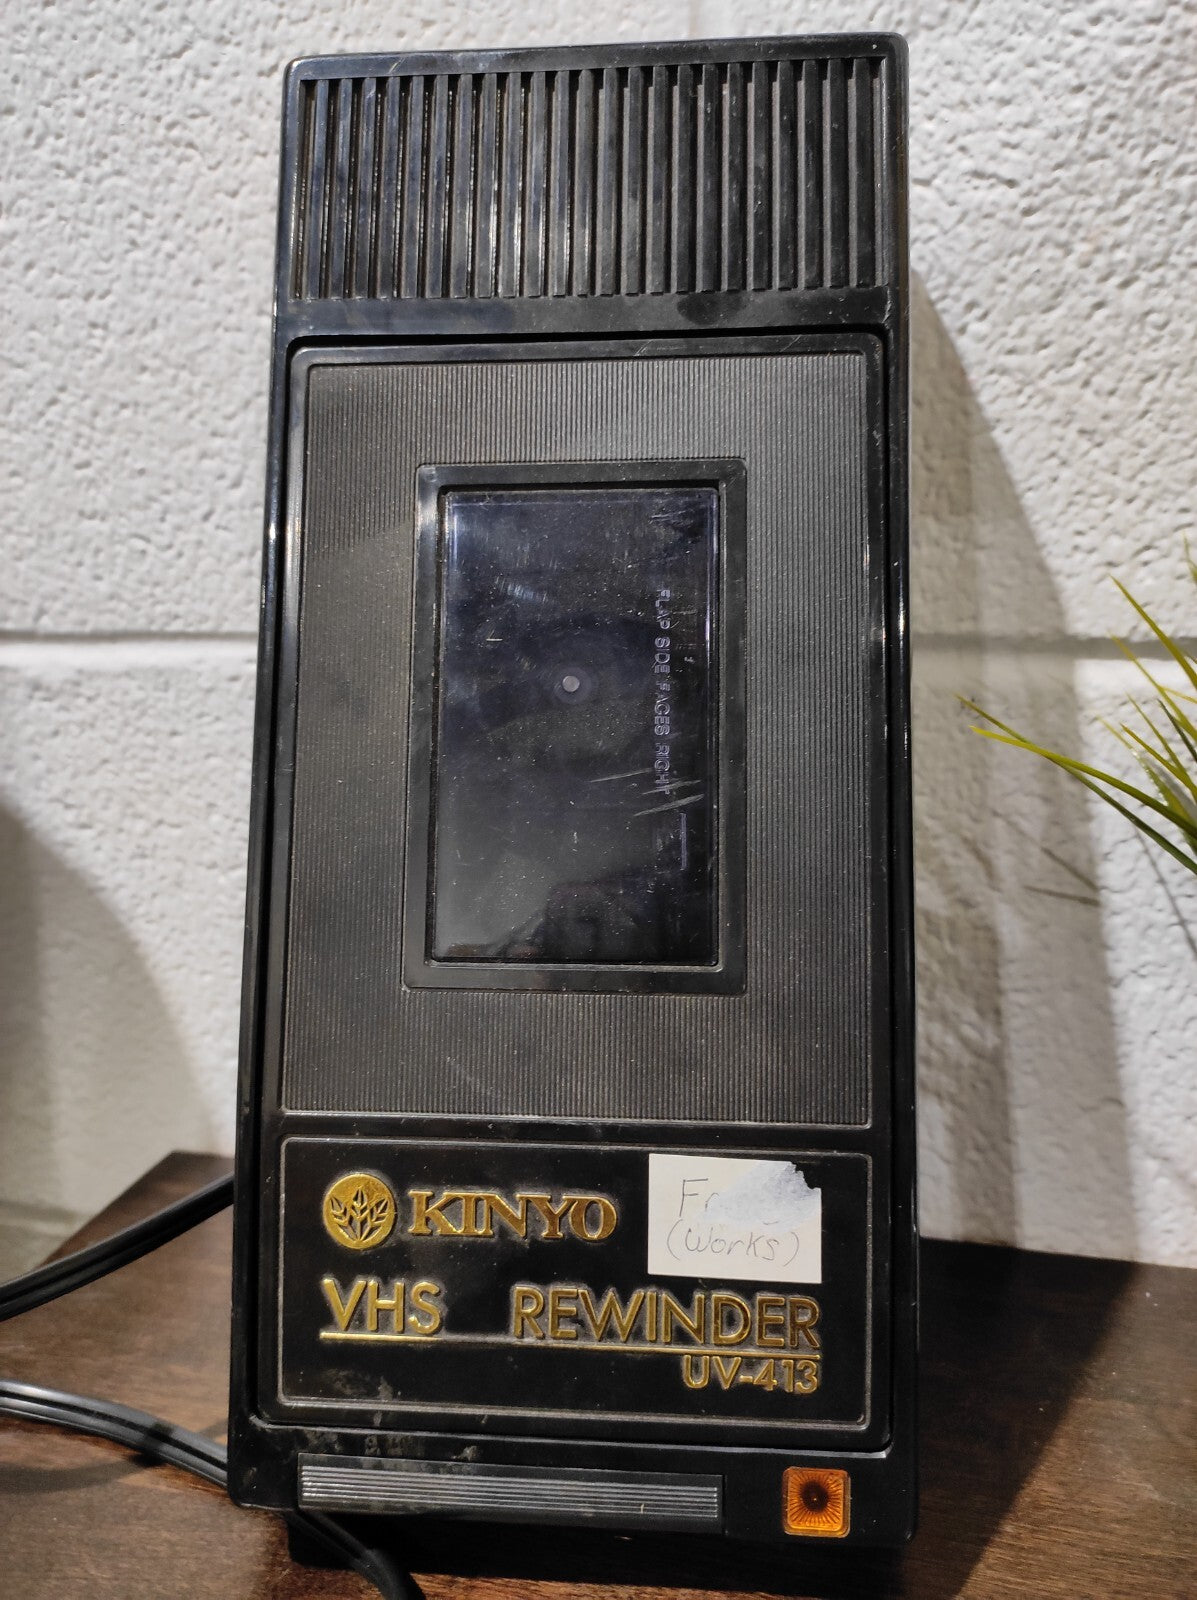 FLAP SIDE FACES RIGHT
KINYO
(Works)
VHS REWINDER
UV-413